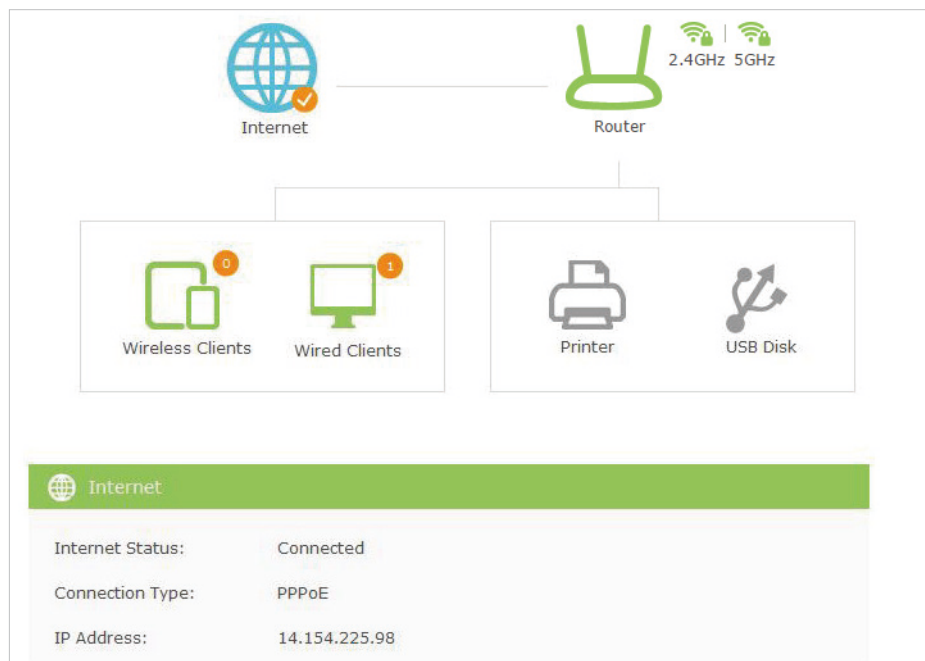 2.4GHz 5GHz
Internet
Router
0
1
Wireless Clients
Wired Clients
Printer
USB Disk
Internet
Internet Status: Connected
Connection Type: PPPoE
IP Address: 14.154.225.98